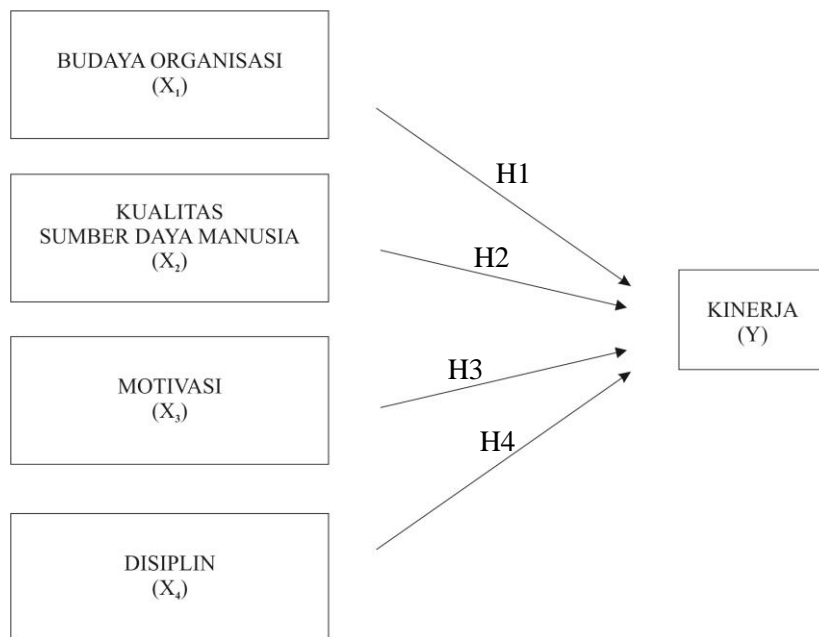 BUDAYA ORGANISASI
(X₁)
H1
KUALITAS
SUMBER DAYA MANUSIA
(X₂)
H2
KINERJA
(Y)
MOTIVASI
(X₃)
H3
H4
DISIPLIN
(X₄)